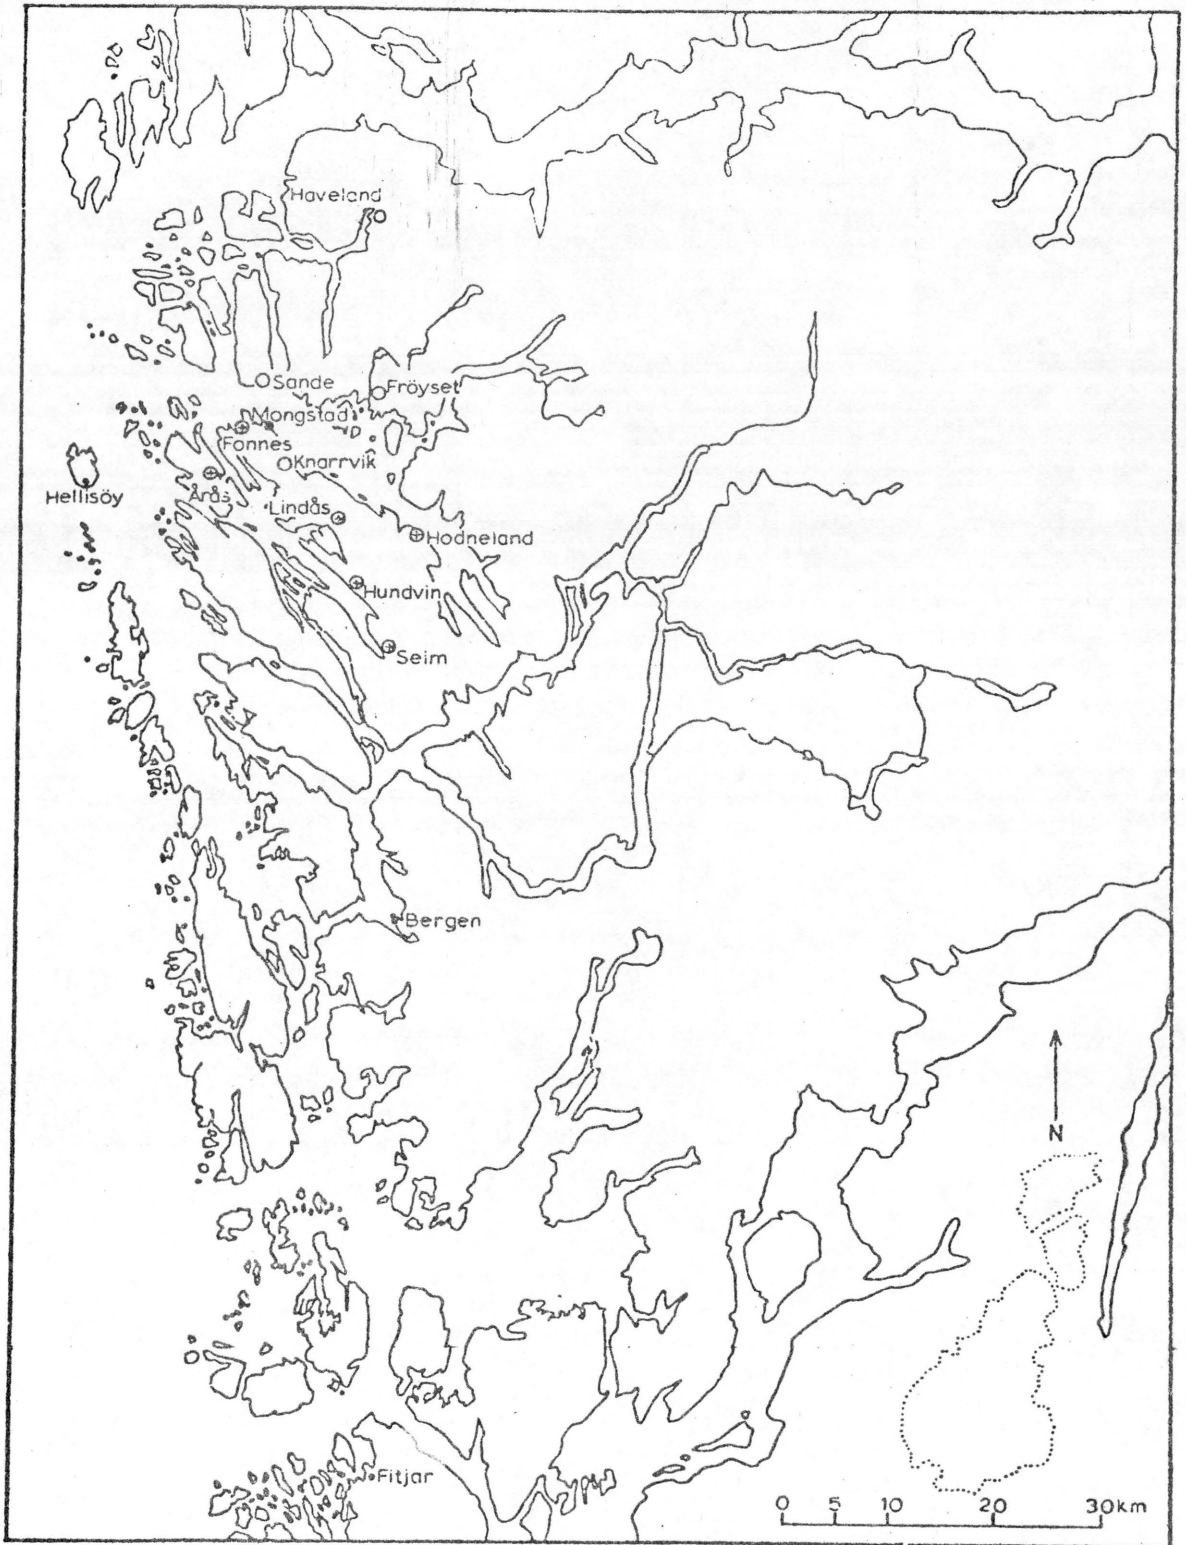 Haveland
Sande
Fröyset
Mongstad
Fonnes
Knarrvik
Hellisöy
Årås
Lindås
Hodneland
Hundvin
Seim
Bergen
N
Fitjar
0 5 10 20 30km